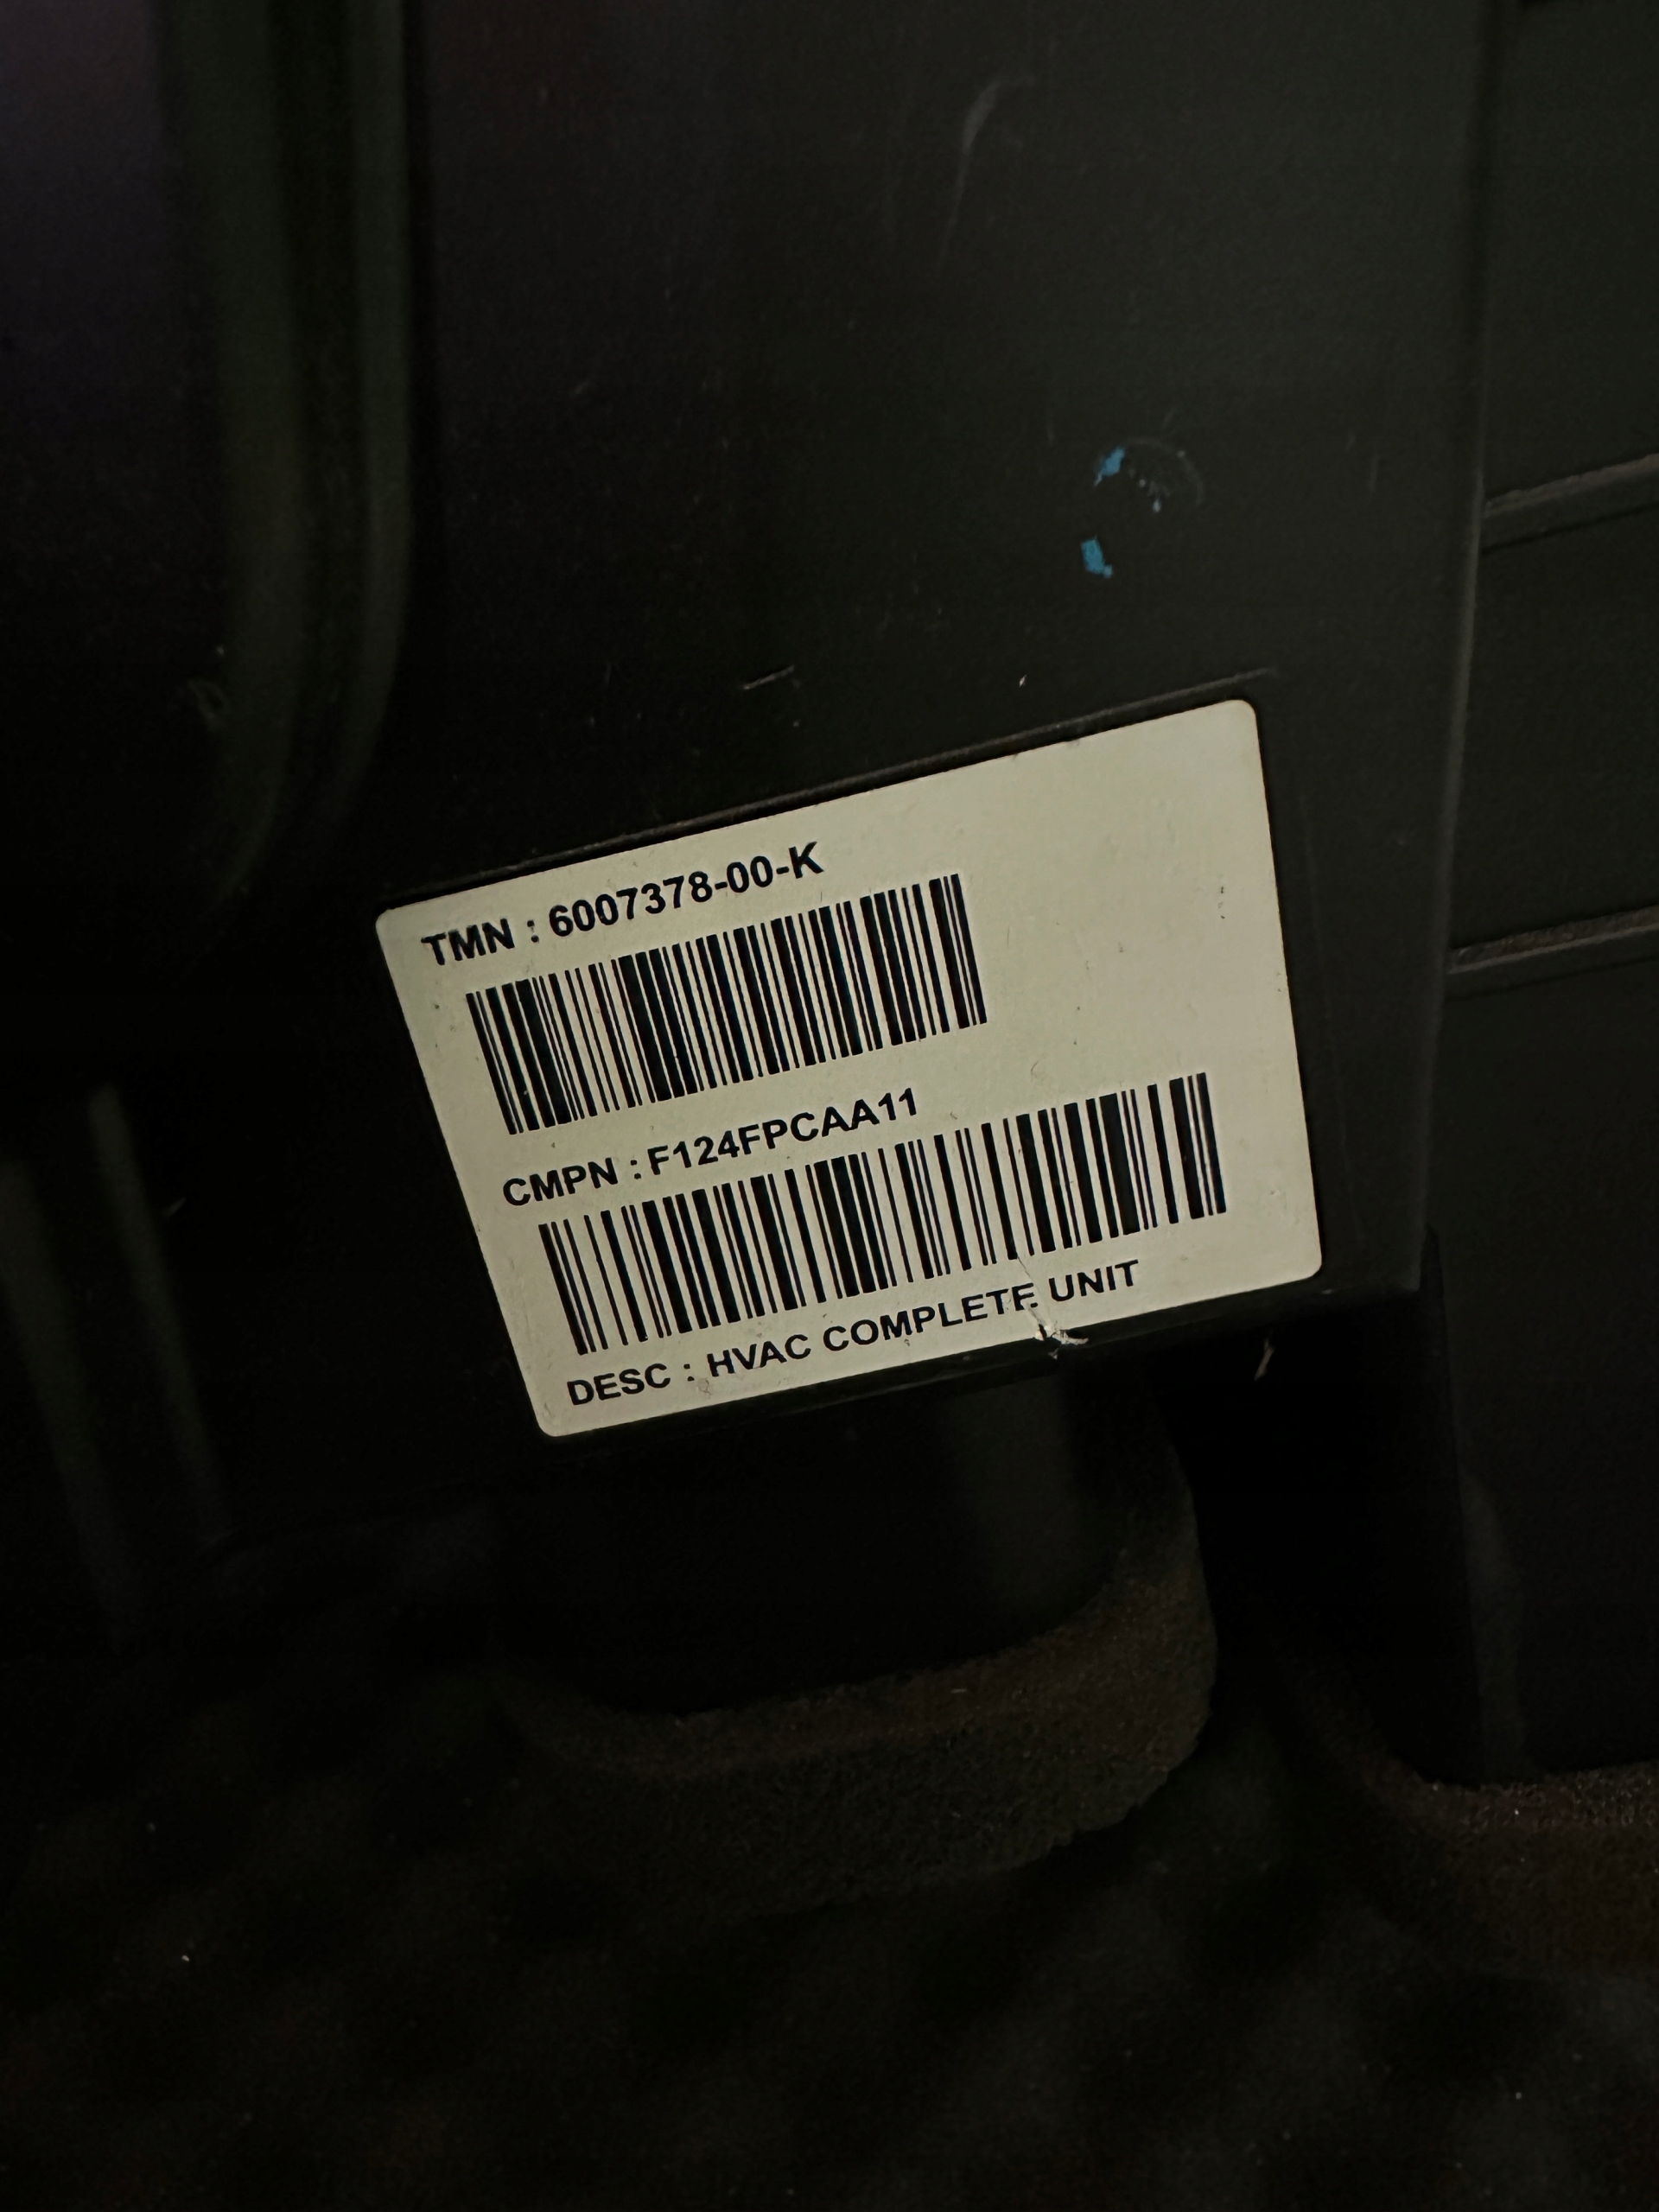 TMN : 6007378-00-K
CMPN : F124FPCAA11
DESC : HVAC COMPLETE UNIT